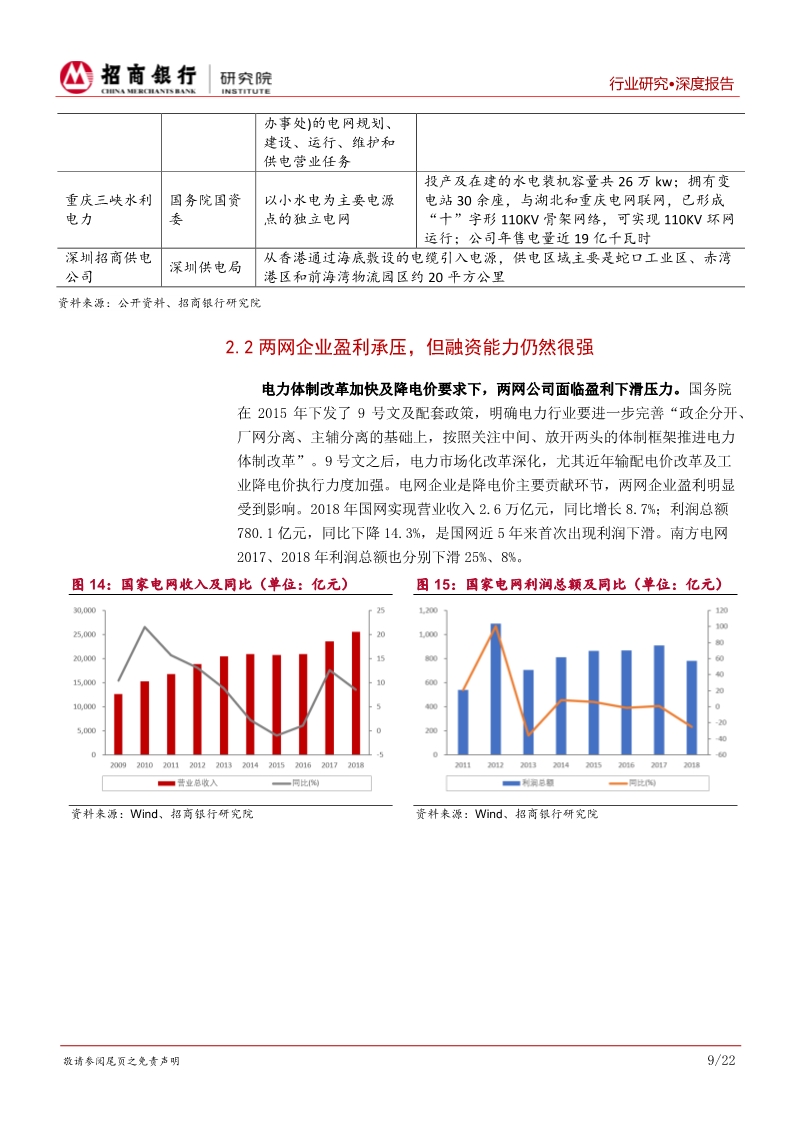 招商银行
CHINA MERCHANTS BANK
研究院
INSTITUTE
行业研究•深度报告
办事处)的电网规划、
建设、运行、维护和
供电营业任务
重庆三峡水利
电力
国务院国资
委
以小水电为主要电源
点的独立电网
投产及在建的水电装机容量共 26 万 kw；拥有变
电站 30 余座，与湖北和重庆电网联网，已形成
“十”字形 110KV 骨架网络，可实现 110KV 环网
运行；公司年售电量近 19 亿千瓦时
深圳招商供电
公司
深圳供电局
从香港通过海底敷设的电缆引入电源，供电区域主要是蛇口工业区、赤湾
港区和前海湾物流园区约 20 平方公里
资料来源：公开资料、招商银行研究院
2.2 两网企业盈利承压，但融资能力仍然很强
电力体制改革加快及降电价要求下，两网公司面临盈利下滑压力。国务院
在 2015 年下发了 9 号文及配套政策，明确电力行业要进一步完善“政企分开、
厂网分离、主辅分离的基础上，按照关注中间、放开两头的体制框架推进电力
体制改革”。9 号文之后，电力市场化改革深化，尤其近年输配电价改革及工
业降电价执行力度加强。电网企业是降电价主要贡献环节，两网企业盈利明显
受到影响。2018 年国网实现营业收入 2.6 万亿元，同比增长 8.7%；利润总额
780.1 亿元，同比下降 14.3%，是国网近 5 年来首次出现利润下滑。南方电网
2017、2018 年利润总额也分别下滑 25%、8%。
图 14：国家电网收入及同比（单位：亿元）
30,000
25,000
20,000
15,000
10,000
5,000
0
25
20
15
10
5
0
-5
2009 2010 2011 2012 2013 2014 2015 2016 2017 2018
营业总收入 同比(%)
资料来源：Wind、招商银行研究院
图 15：国家电网利润总额及同比（单位：亿元）
1,200
1,000
800
600
400
200
0
120
100
80
60
40
20
0
-20
-40
-60
2011 2012 2013 2014 2015 2016 2017 2018
利润总额 同比(%)
资料来源：Wind、招商银行研究院
敬请参阅尾页之免责声明
9/22